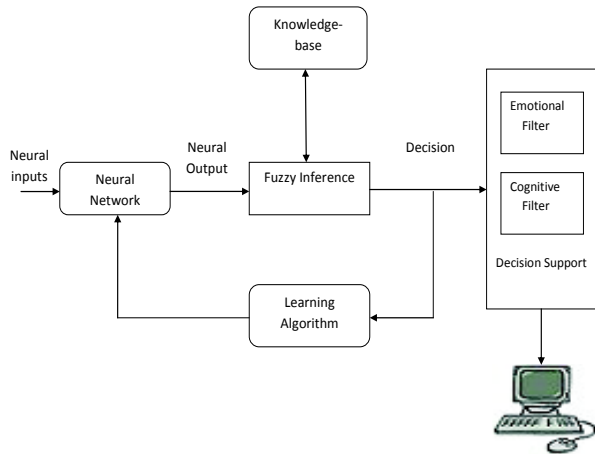 Knowledge-
base
Neural
inputs
Neural
Network
Neural
Output
Fuzzy Inference
Decision
Emotional
Filter
Cognitive
Filter
Decision Support
Learning
Algorithm